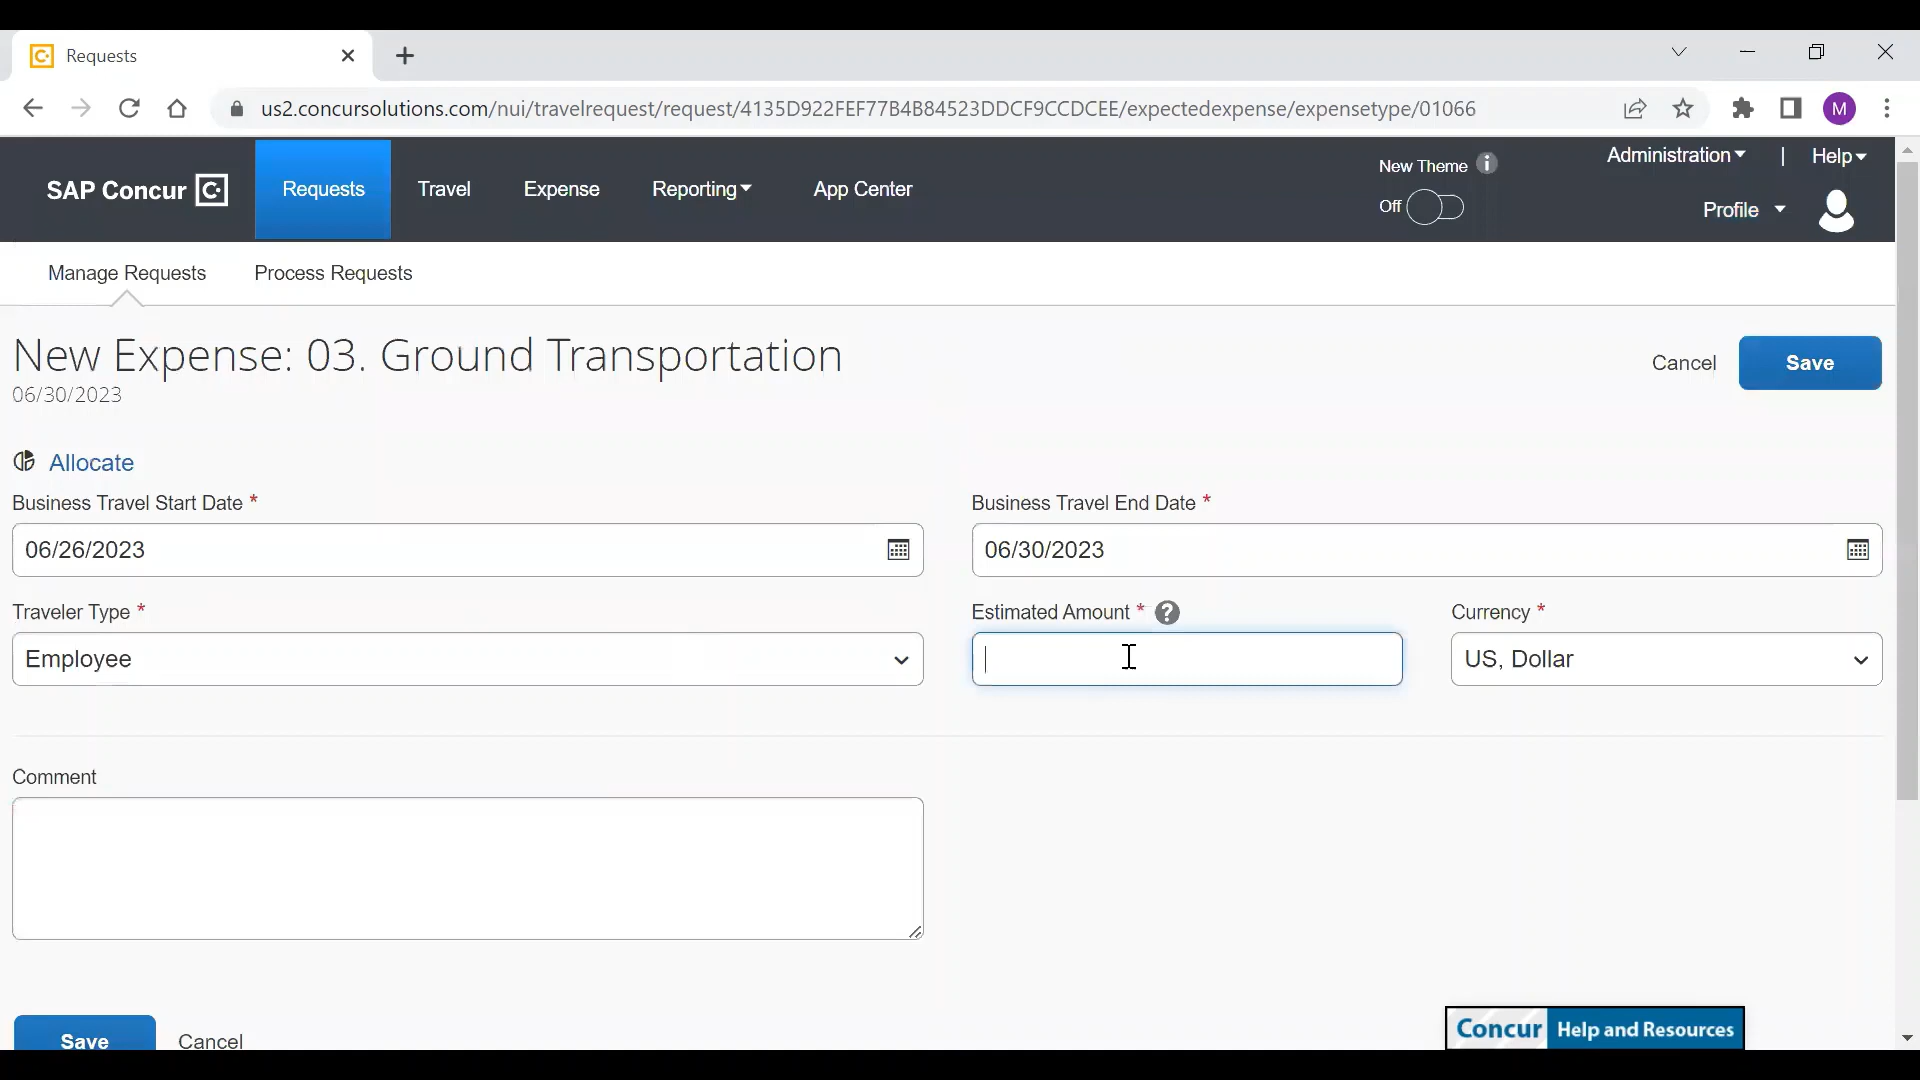 Requests
us2.concursolutions.com/nui/travelrequest/request/4135D922FEF77B4B84523DDCF9CCDCEE/expectedexpense/expensetype/01066
M
SAP Concur C.
Requests
Travel
Expense
Reporting
App Center
New Theme i
Off
Administration
|
Help
Profile
Manage Requests
Process Requests
New Expense: 03. Ground Transportation
06/30/2023
Cancel
Save
Allocate
Business Travel Start Date *
Business Travel End Date *
06/26/2023
06/30/2023
Traveler Type *
Estimated Amount * ?
Currency *
Employee
US, Dollar
Comment
Save
Cancel
Concur Help and Resources